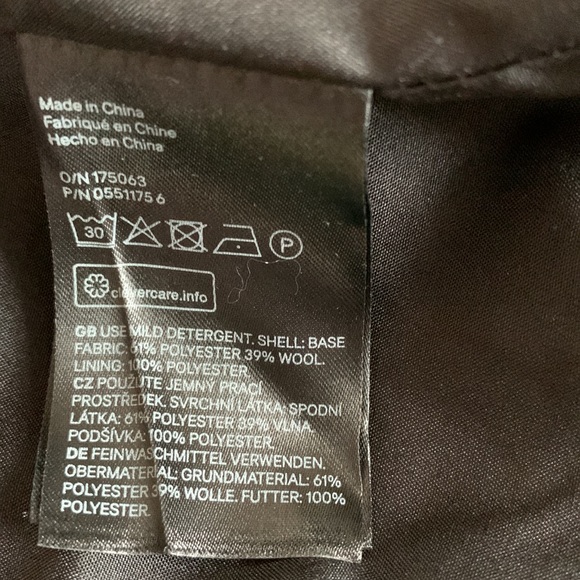 Made in China
Fabriqué en Chine
Hecho en China
O/N 175063
P/N 0551175 6
30
P
clevercare.info
GB USE MILD DETERGENT. SHELL: BASE
FABRIC: 61% POLYESTER 39% WOOL.
LINING: 100% POLYESTER.
CZ POUŽIJTE JEMNÝ PRACÍ
PROSTŘEDEK. SVRCHNI LÁTKA: SPODNÍ
LÁTKA: 61% POLYESTER 39% VLNA.
PODŠÍVKA: 100% POLYESTER.
DE FEINWASCHMITTEL VERWENDEN.
OBERMATERIAL: GRUNDMATERIAL: 61%
POLYESTER 39% WOLLE. FUTTER: 100%
POLYESTER.